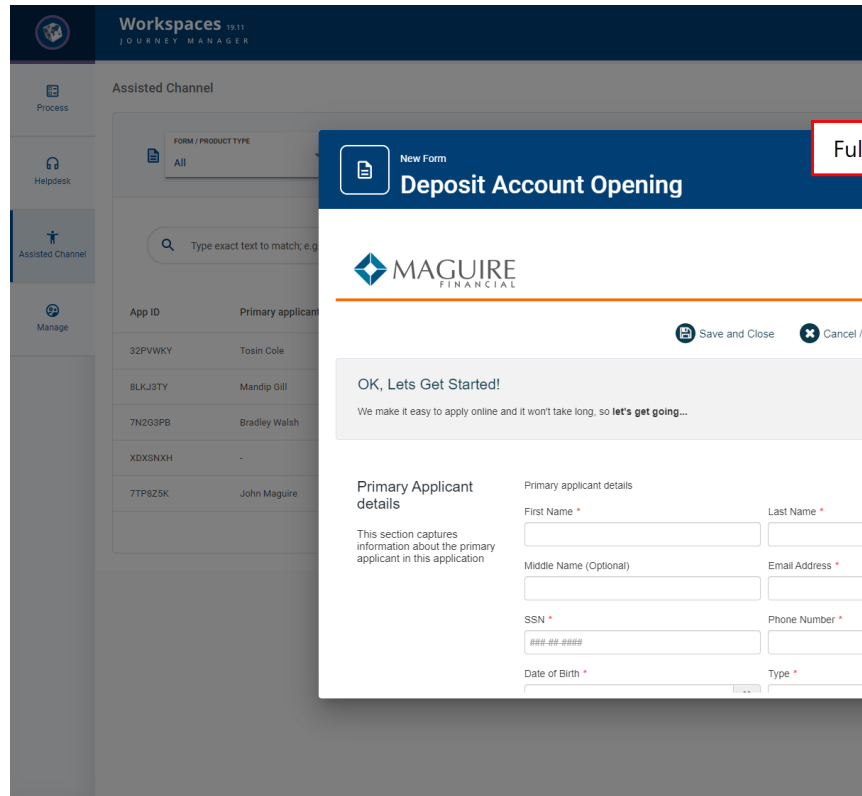 Workspaces 19.11
JOURNEY MANAGER
Process
Helpdesk
Assisted Channel
Manage
Assisted Channel
FORM / PRODUCT TYPE
All
Type exact text to match; e.g
App ID Primary applicant
32PVWKY Tosin Cole
8LKJ3TY Mandip Gill
7N2G3PB Bradley Walsh
XDXSNXH -
7TP8Z5K John Maguire
New Form
Deposit Account Opening
Ful
MAGUIRE
FINANCIAL
Save and Close Cancel /
OK, Lets Get Started!
We make it easy to apply online and it won't take long, so let's get going...
Primary Applicant
details
This section captures
information about the primary
applicant in this application
Primary applicant details
First Name * Last Name *
Middle Name (Optional) Email Address *
SSN * Phone Number *
###-##-####
Date of Birth * Type *